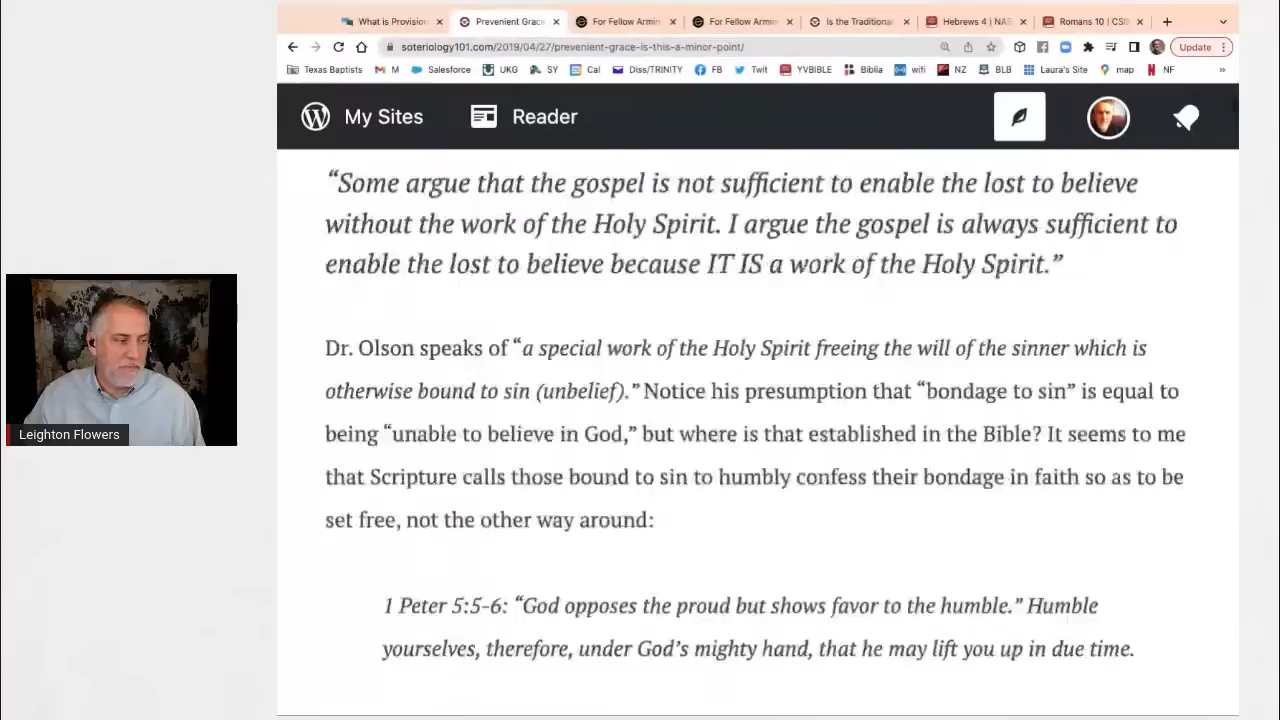 What is Provision
Prevenient Grace
For Fellow Armin
For Fellow Armin
Is the Traditional
Hebrews 4 | NAS
Romans 10 | CSB
soteriology101.com/2019/04/27/prevenient-grace-is-this-a-minor-point/
Update
Texas Baptists
M
Salesforce
UKG
SY
Cal
Diss/TRINITY
FB
Twit
YVBIBLE
Biblia
wifi
NZ
BLB
Laura's Site
map
NF
»
My Sites
Reader
“Some argue that the gospel is not sufficient to enable the lost to believe
without the work of the Holy Spirit. I argue the gospel is always sufficient to
enable the lost to believe because IT IS a work of the Holy Spirit.”
Dr. Olson speaks of “a special work of the Holy Spirit freeing the will of the sinner which is
otherwise bound to sin (unbelief).” Notice his presumption that “bondage to sin” is equal to
being “unable to believe in God,” but where is that established in the Bible? It seems to me
that Scripture calls those bound to sin to humbly confess their bondage in faith so as to be
set free, not the other way around:
1 Peter 5:5-6: “God opposes the proud but shows favor to the humble.” Humble
yourselves, therefore, under God’s mighty hand, that he may lift you up in due time.
Leighton Flowers